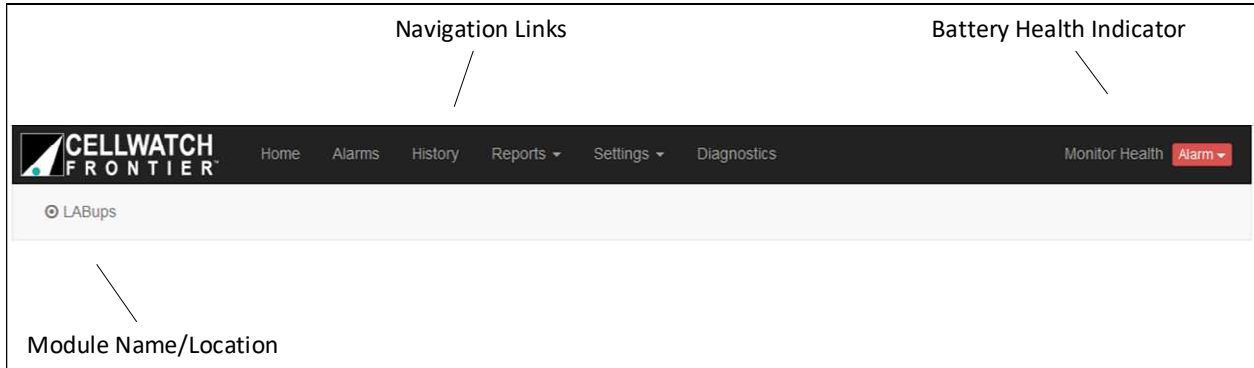 Navigation Links
Battery Health Indicator
CELLWATCH
FRONTIER™
Home Alarms History Reports Settings Diagnostics Monitor Health Alarm
LABups
Module Name/Location